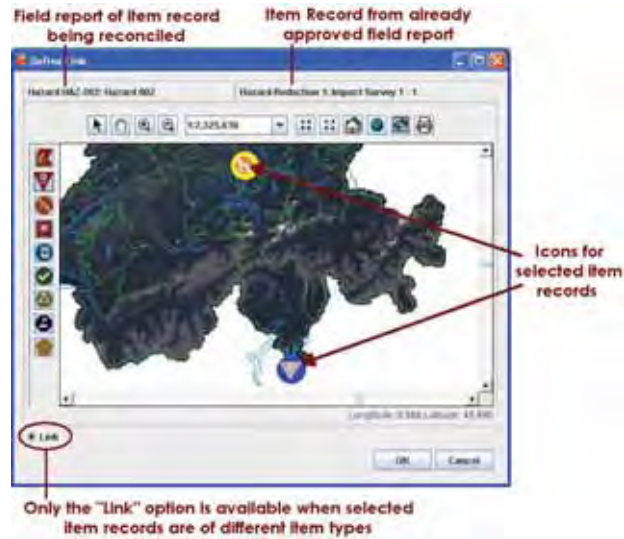 Field report of item record
being reconciled
Item Record from already
approved field report
Define Link
Hazard HAZ-002: Hazard 002
Hazard Reduction 1: Impact Survey 1 - 1
Icons for
selected item
records
Link
OK
Cancel
Only the "Link" option is available when selected
item records are of different item types